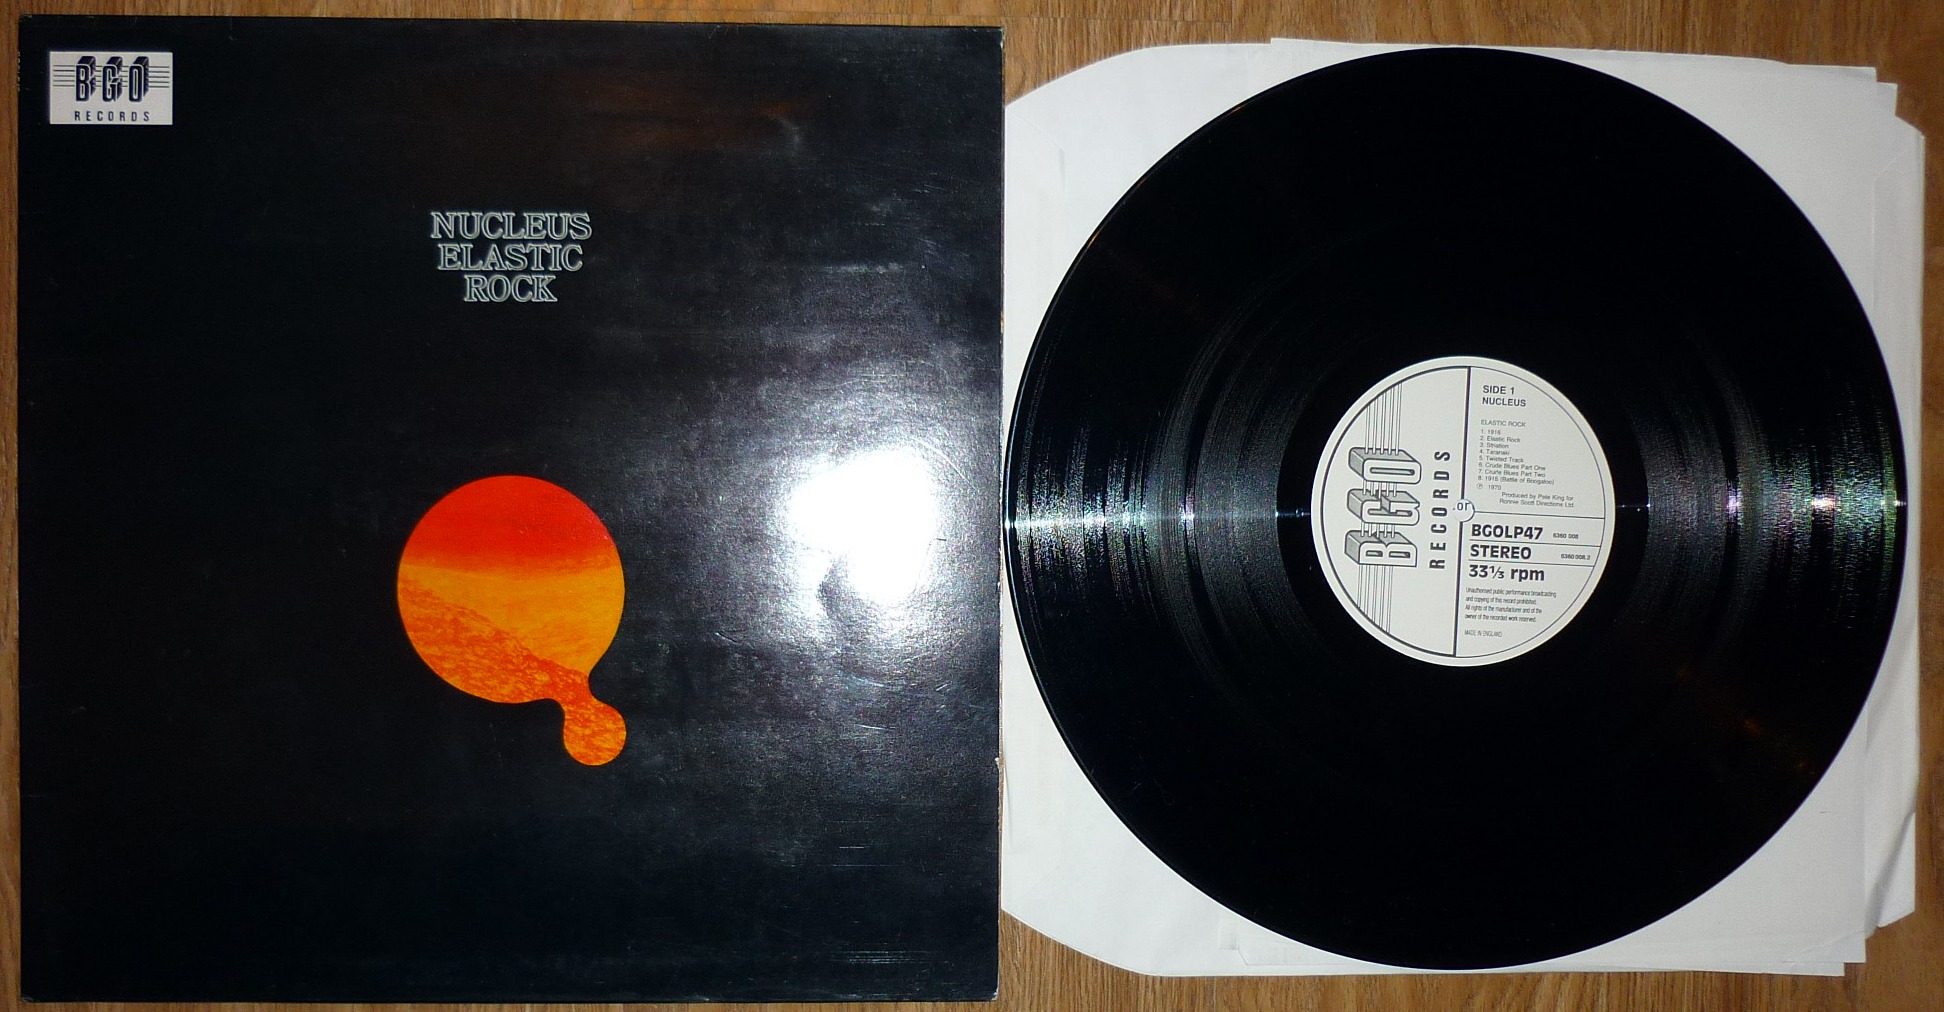 BGO
RECORDS
NUCLEUS
ELASTIC
ROCK
BGO
RECORDS
SIDE 1
NUCLEUS
ELASTIC ROCK
1. 1916
2. Elastic Rock
3. Striation
4. Taranaki
5. Twisted Track
6. Crude Blues Part One
7. Crude Blues Part Two
8. 1916 (Battle of Boogaloo)
℗ 1970
Produced by Pete King for
Ronnie Scott Directions Ltd.
BGOLP47 6360 008
STEREO 6360 008.2
33⅓ rpm
Unauthorised public performance broadcasting
and copying of this record prohibited.
All rights of the manufacturer and of the
owner of the recorded work reserved.
MADE IN ENGLAND